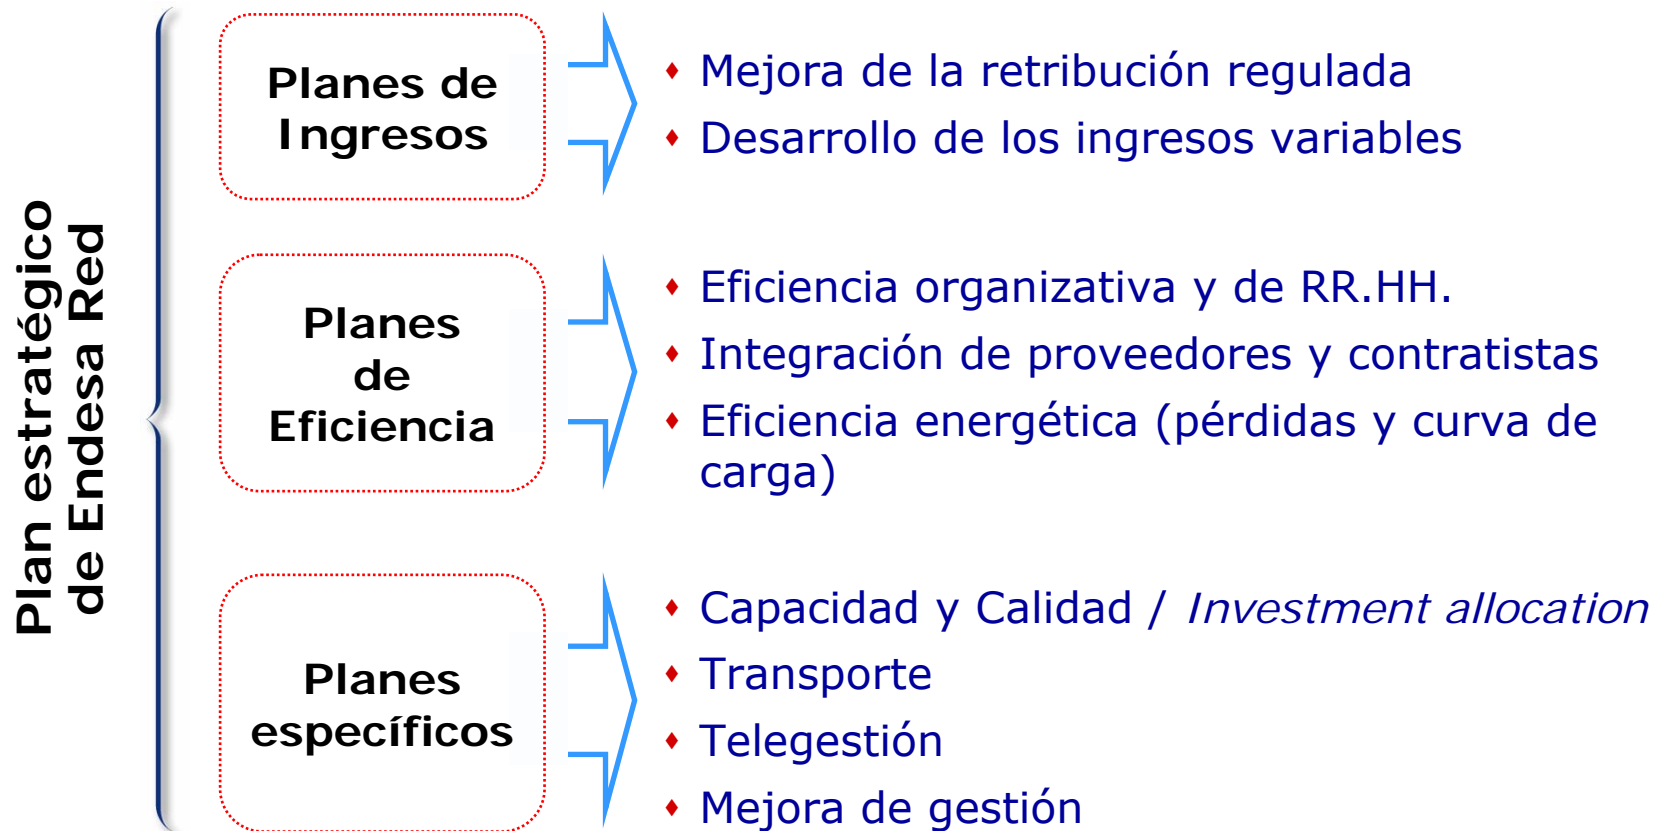 Plan estratégico
de Endesa Red
Planes de
Ingresos
Mejora de la retribución regulada
Desarrollo de los ingresos variables
Planes
de
Eficiencia
Eficiencia organizativa y de RR.HH.
Integración de proveedores y contratistas
Eficiencia energética (pérdidas y curva de
carga)
Planes
específicos
Capacidad y Calidad / Investment allocation
Transporte
Telegestión
Mejora de gestión